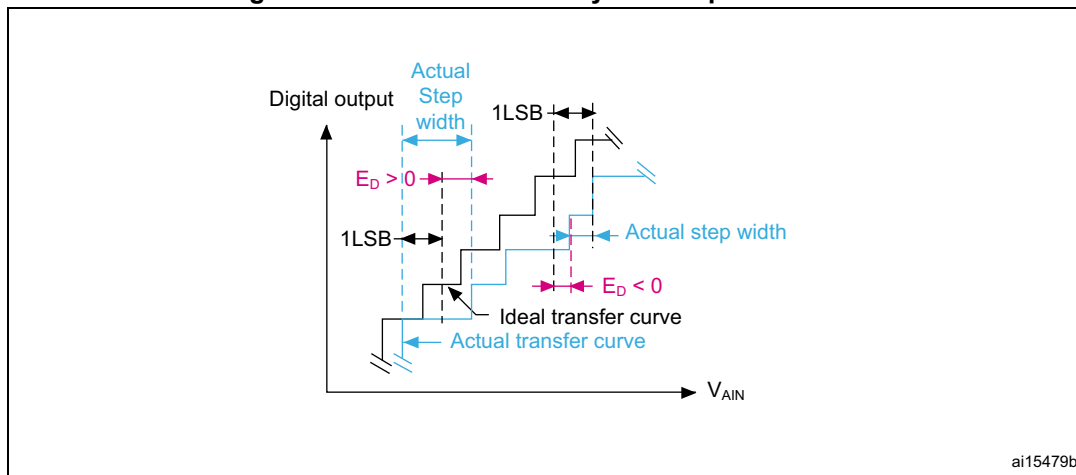 Actual
Step
width
Digital output
1LSB
E_D > 0
1LSB
Actual step width
E_D < 0
Ideal transfer curve
Actual transfer curve
V_AIN
ai15479b